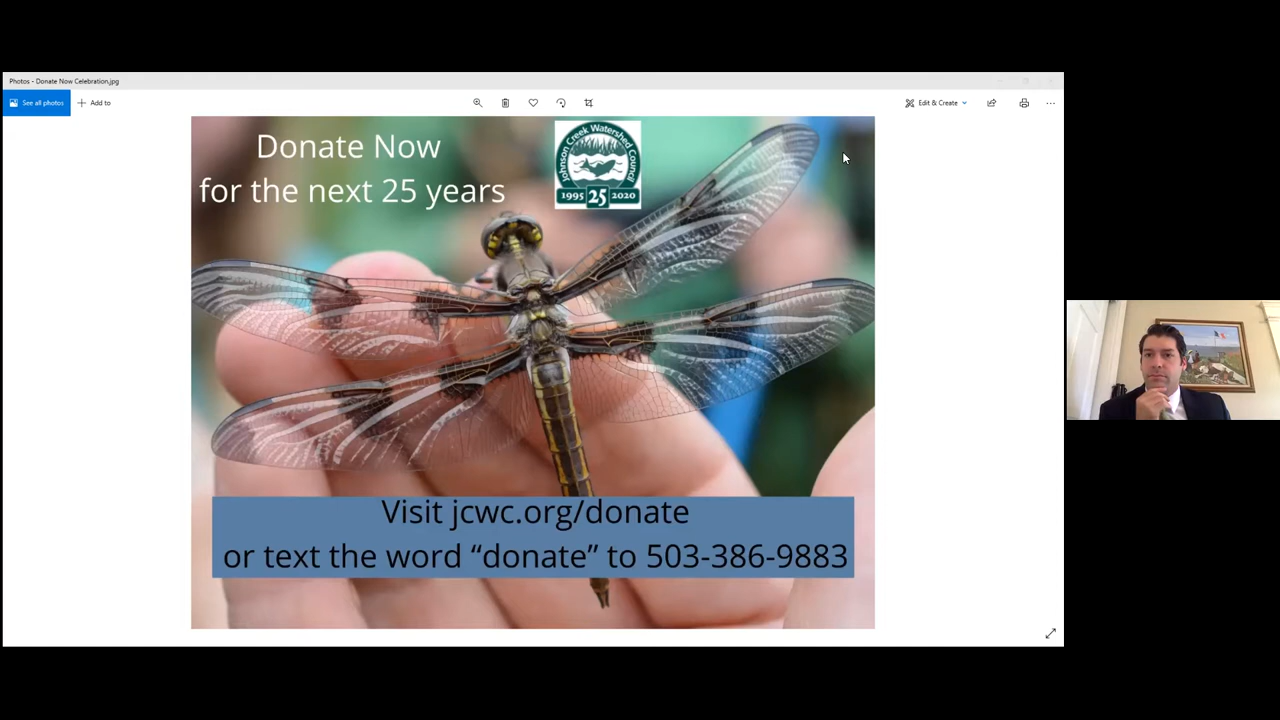 Photos - Donate Now Celebration.jpg
See all photos
Add to
Edit & Create
Donate Now
for the next 25 years
Johnson Creek Watershed Council
1995 25 2020
Visit jcwc.org/donate
or text the word “donate” to 503-386-9883